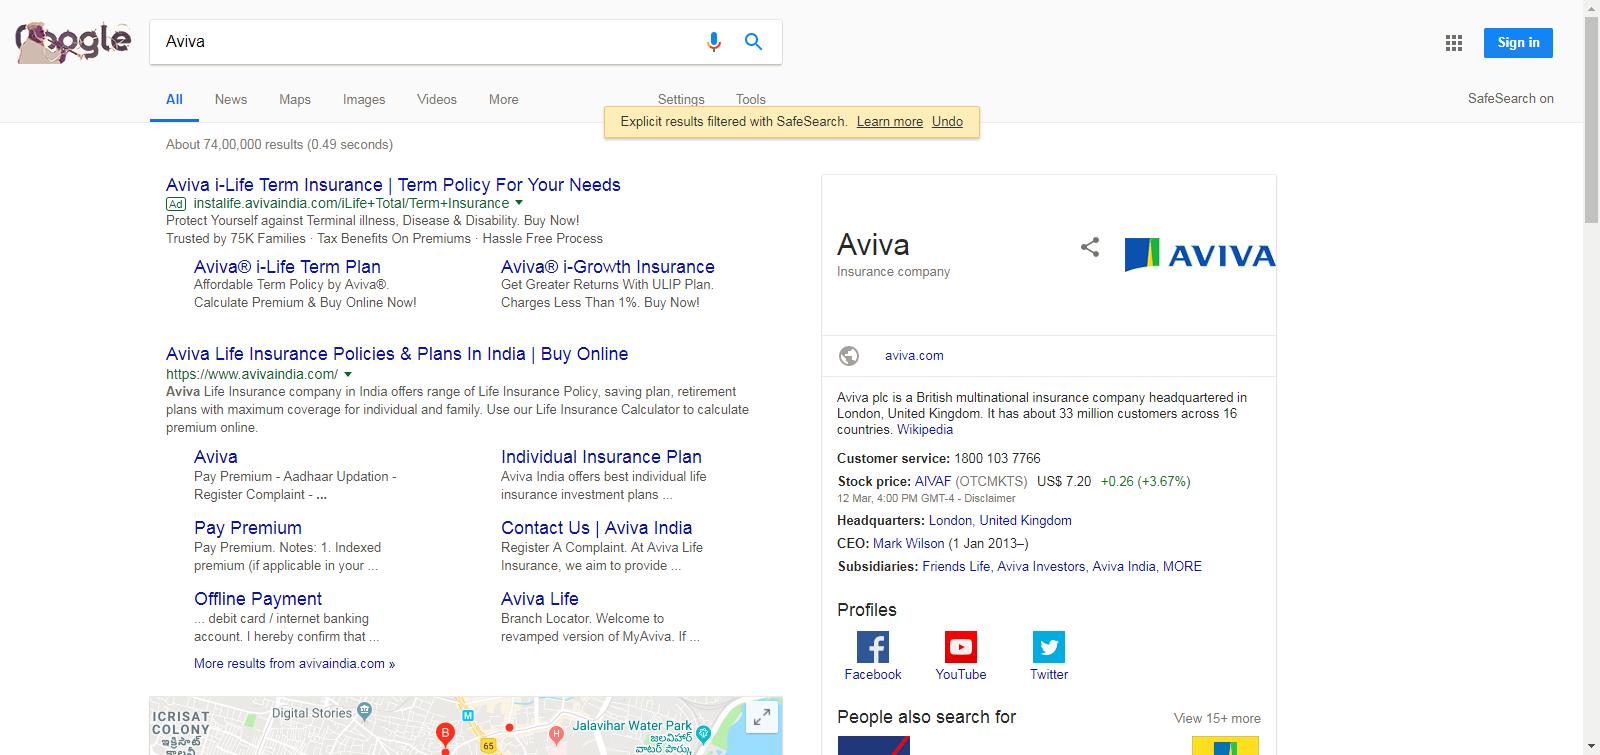 Google
Aviva
Sign in
All
News
Maps
Images
Videos
More
Settings
Tools
SafeSearch on
Explicit results filtered with SafeSearch. Learn more Undo
About 74,00,000 results (0.49 seconds)
Aviva i-Life Term Insurance | Term Policy For Your Needs
Ad instalife.avivaindia.com/iLife+Total/Term+Insurance
Protect Yourself against Terminal illness, Disease & Disability. Buy Now!
Trusted by 75K Families · Tax Benefits On Premiums · Hassle Free Process
Aviva® i-Life Term Plan
Affordable Term Policy by Aviva®.
Calculate Premium & Buy Online Now!
Aviva® i-Growth Insurance
Get Greater Returns With ULIP Plan.
Charges Less Than 1%. Buy Now!
Aviva Life Insurance Policies & Plans In India | Buy Online
https://www.avivaindia.com/
Aviva Life Insurance company in India offers range of Life Insurance Policy, saving plan, retirement
plans with maximum coverage for individual and family. Use our Life Insurance Calculator to calculate
premium online.
Aviva
Pay Premium - Aadhaar Updation -
Register Complaint - ...
Individual Insurance Plan
Aviva India offers best individual life
insurance investment plans ...
Pay Premium
Pay Premium. Notes: 1. Indexed
premium (if applicable in your ...
Contact Us | Aviva India
Register A Complaint. At Aviva Life
Insurance, we aim to provide ...
Offline Payment
... debit card / internet banking
account. I hereby confirm that ...
Aviva Life
Branch Locator. Welcome to
revamped version of MyAviva. If ...
More results from avivaindia.com »
ICRISAT
COLONY
Digital Stories
M
B
65
H
Jalavihar Water Park
జలవిహార్
వాటర్ పార్కు
Aviva
Insurance company
AVIVA
aviva.com
Aviva plc is a British multinational insurance company headquartered in
London, United Kingdom. It has about 33 million customers across 16
countries. Wikipedia
Customer service: 1800 103 7766
Stock price: AIVAF (OTCMKTS) US$ 7.20 +0.26 (+3.67%)
12 Mar, 4:00 PM GMT-4 - Disclaimer
Headquarters: London, United Kingdom
CEO: Mark Wilson (1 Jan 2013–)
Subsidiaries: Friends Life, Aviva Investors, Aviva India, MORE
Profiles
Facebook
YouTube
Twitter
People also search for
View 15+ more